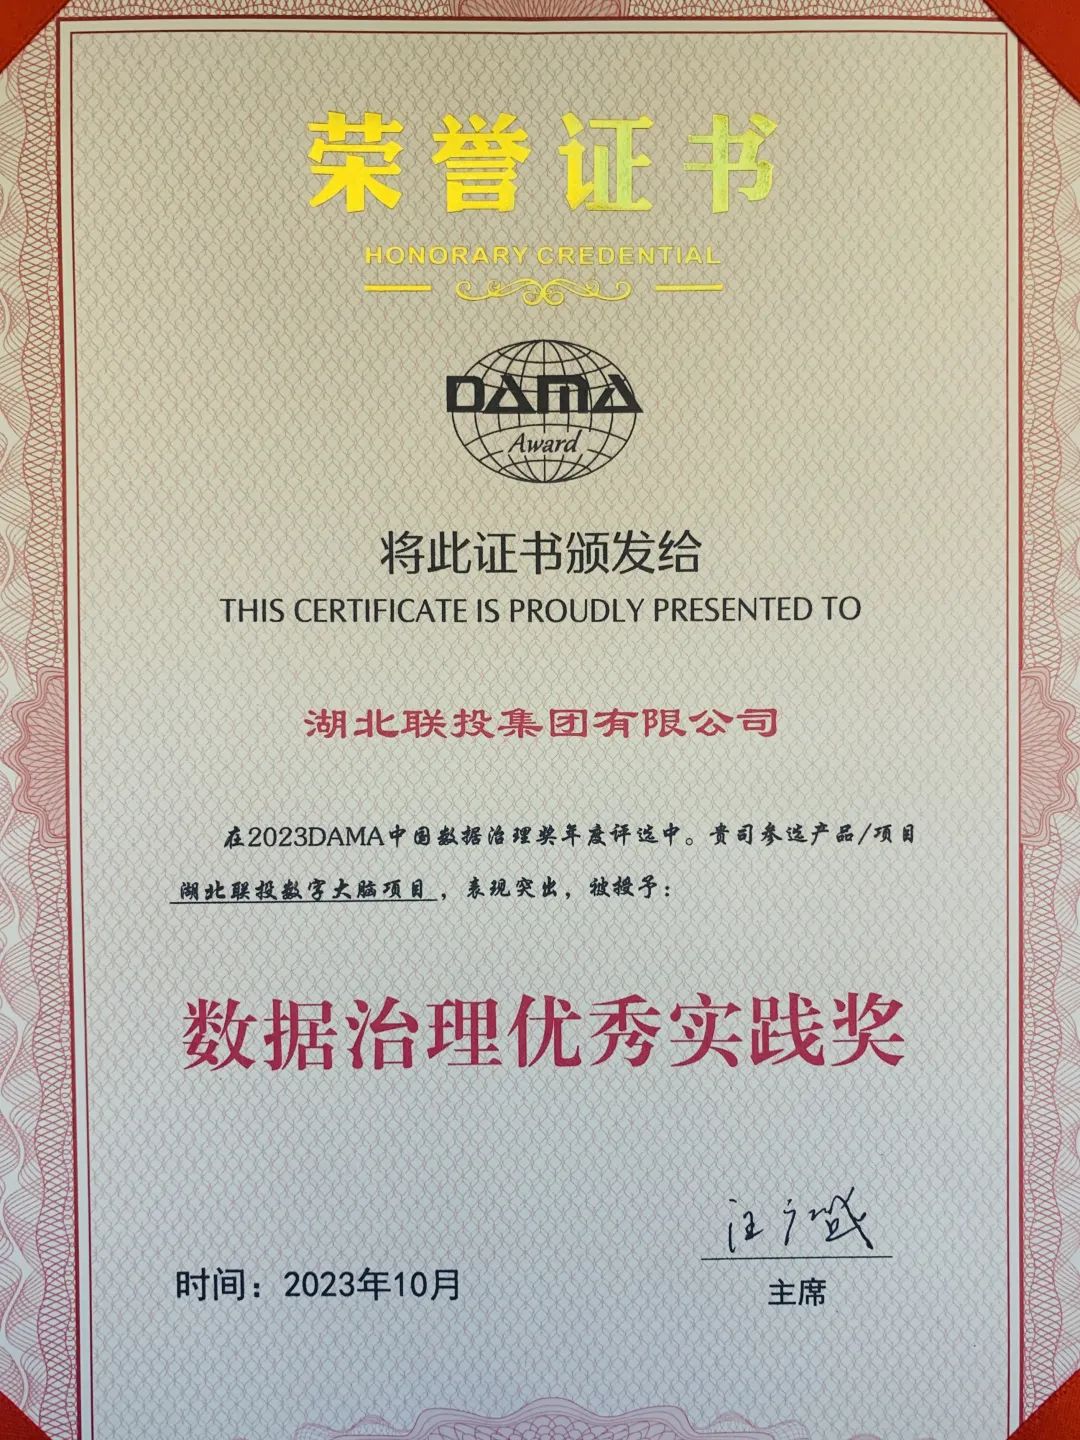 荣誉证书
HONORARY CREDENTIAL
DAMA
Award
将此证书颁发给
THIS CERTIFICATE IS PROUDLY PRESENTED TO
湖北联投集团有限公司
在2023DAMA中国数据治理奖年度评选中。贵司参选产品/项目
湖北联投数字大脑项目，表现突出，被授予：
数据治理优秀实践奖
汪广盛
时间：2023年10月
主席